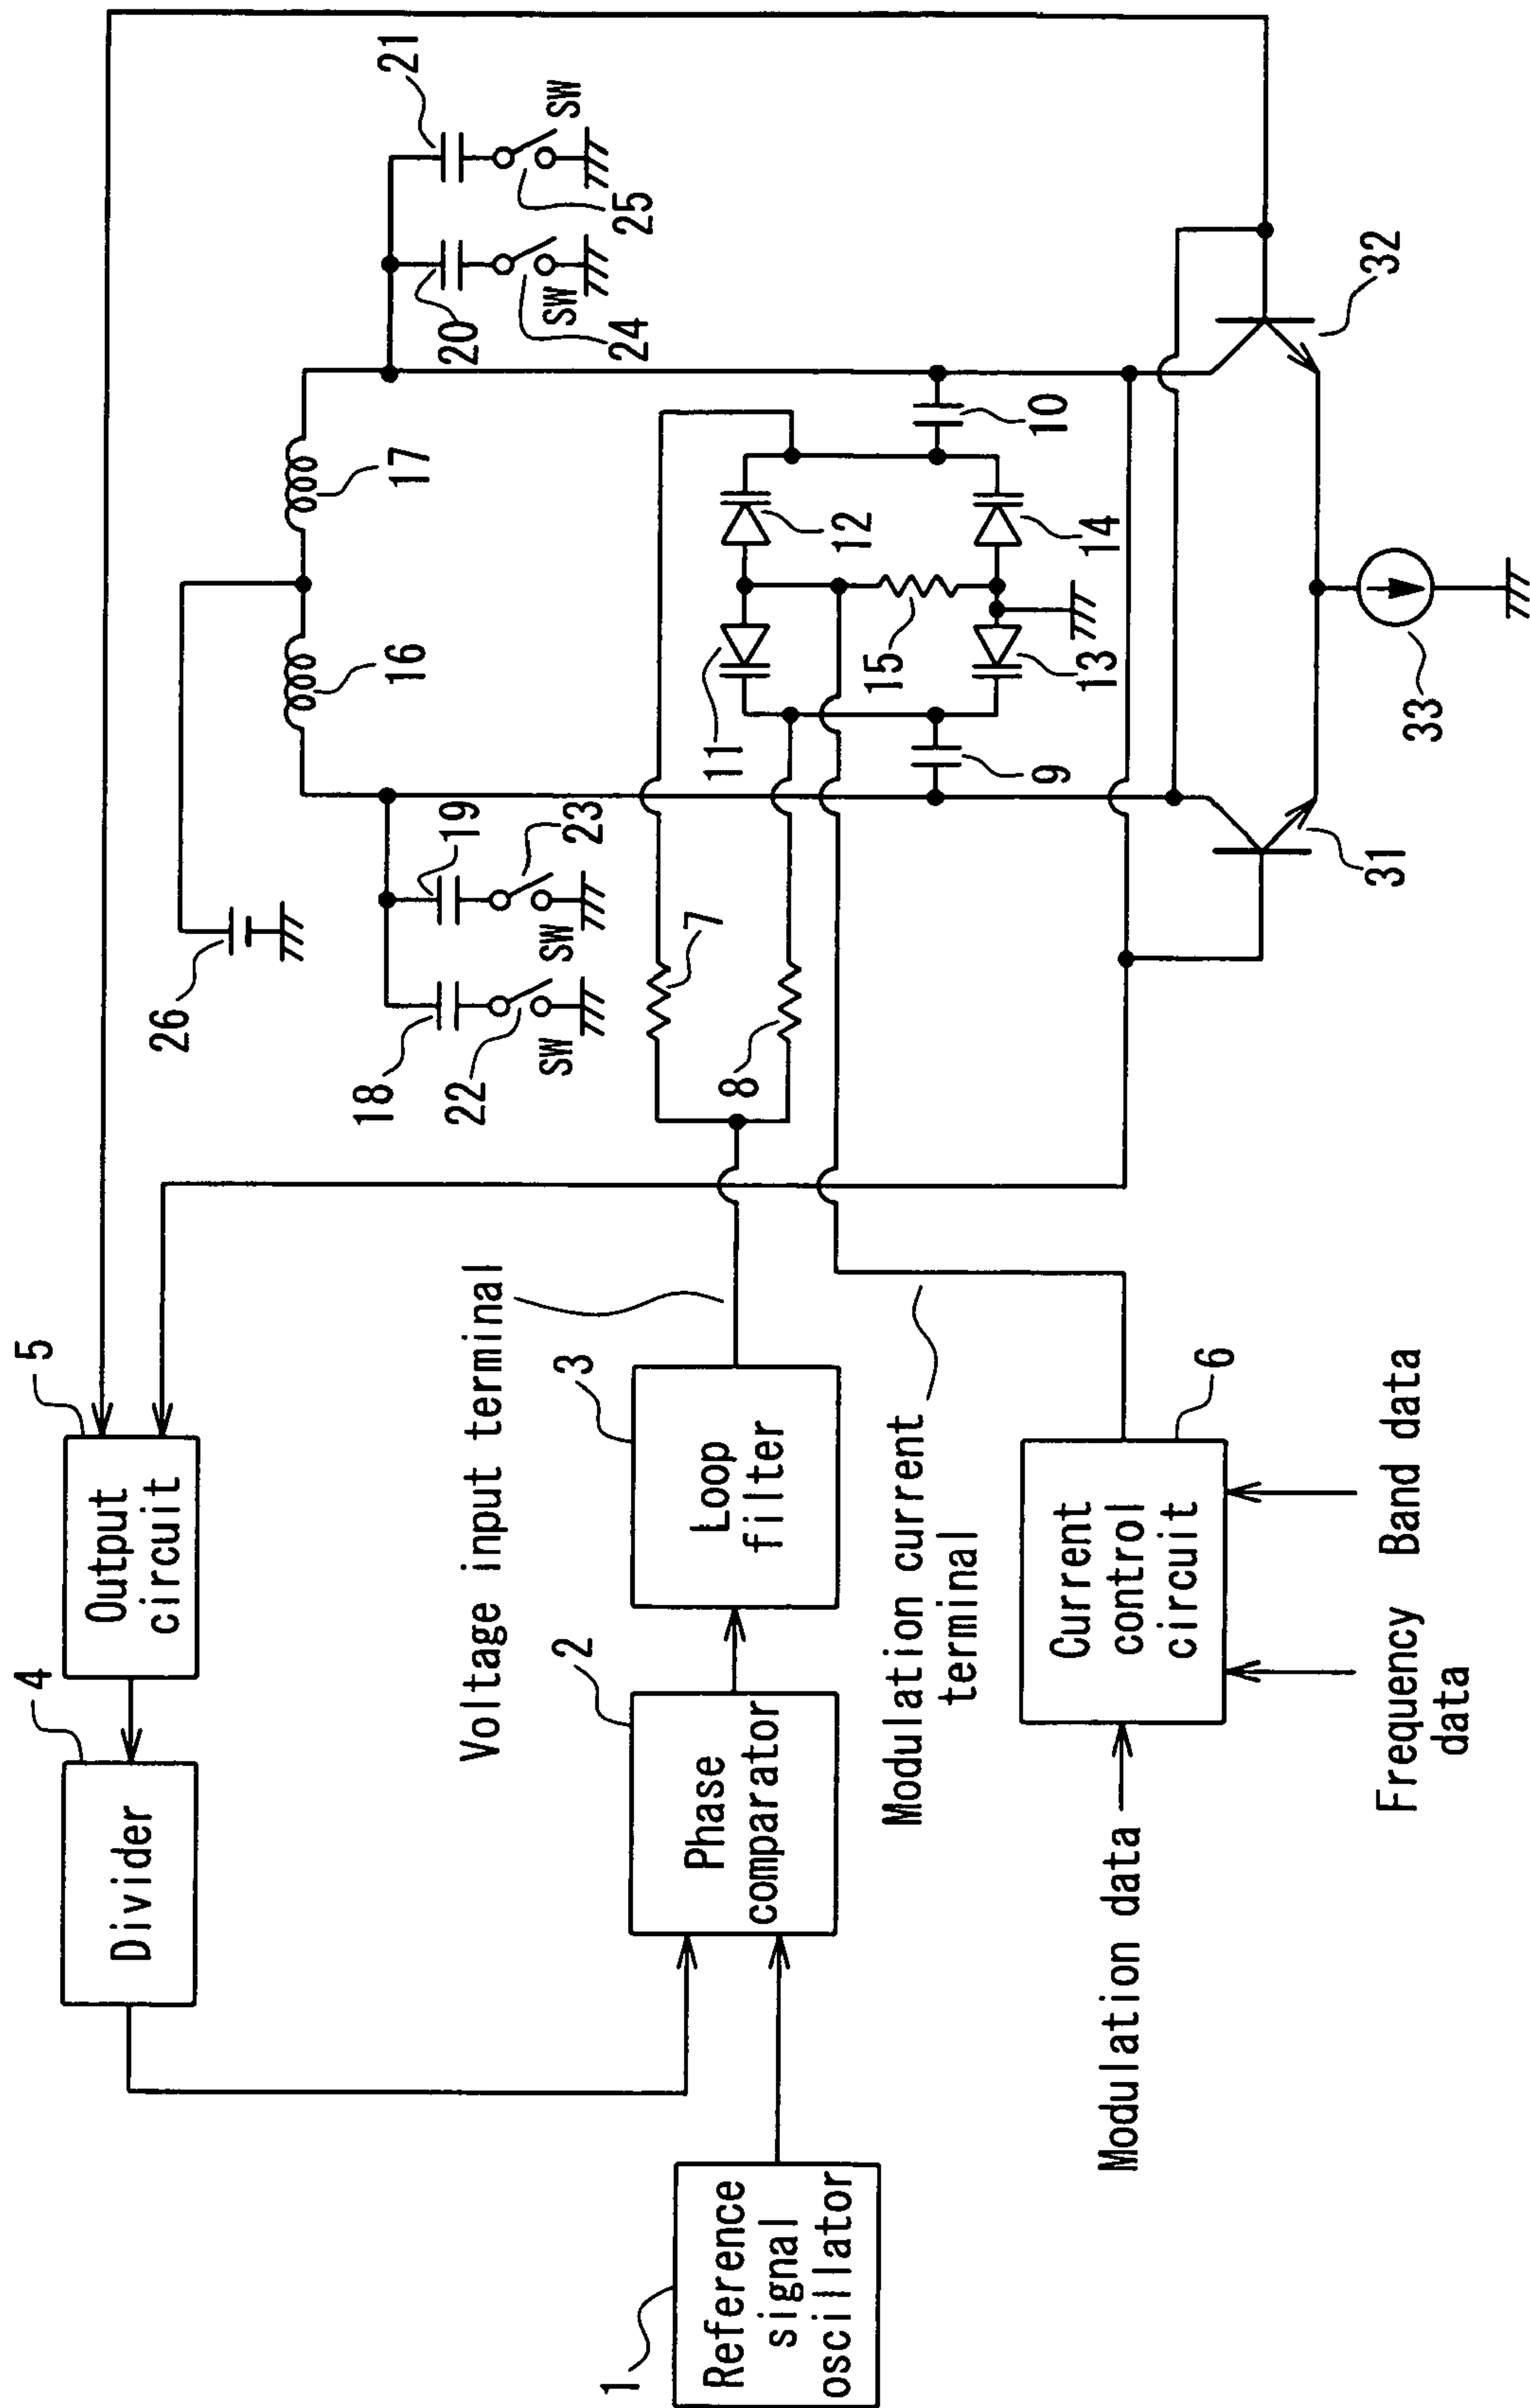 1
Reference
signal
oscillator
2
Phase
comparator
3
Loop
filter
4
Divider
5
Output
circuit
6
Current
control
circuit
Voltage input terminal
Modulation current
terminal
Modulation data
Frequency
data
Band data
7
8
9
10
11
12
13
14
15
16
17
18
19
20
21
22
SW
23
SW
24
SW
25
SW
26
31
32
33